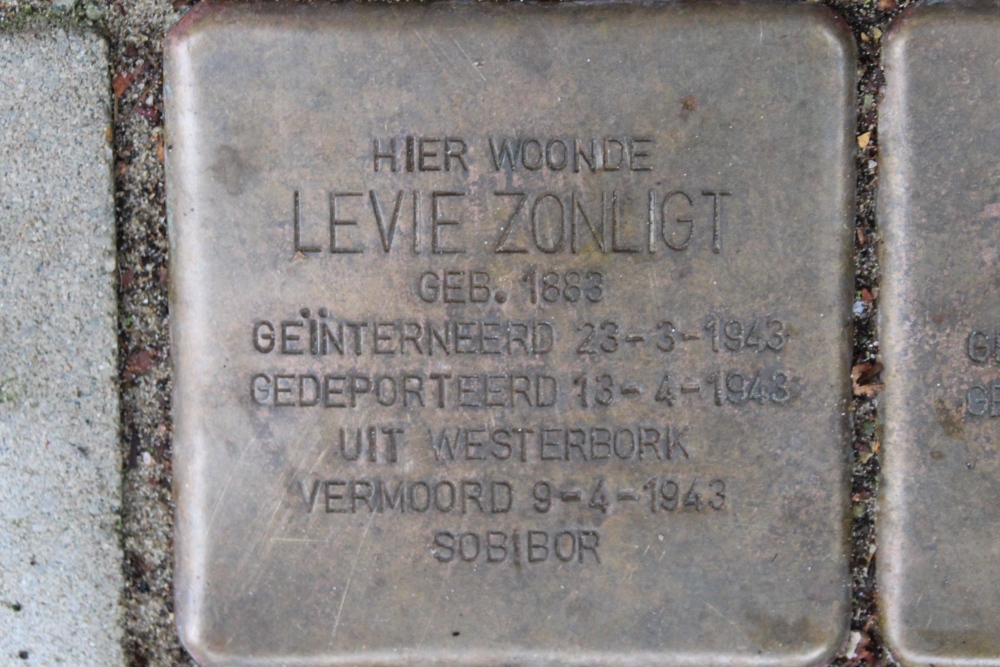 HIER WOONDE
LEVIE ZONLIGT
GEB. 1883
GEÏNTERNEERD 23-3-1943
GEDEPORTEERD 13-4-1943
UIT WESTERBORK
VERMOORD 9-4-1943
SOBIBOR